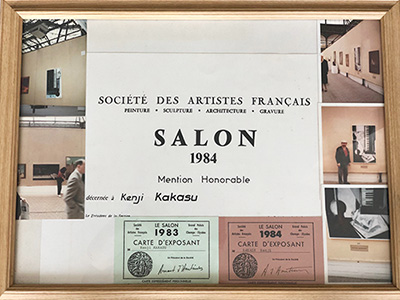 SOCIÉTÉ DES ARTISTES FRANÇAIS
PEINTURE • SCULPTURE • ARCHITECTURE • GRAVURE
SALON
1984
Mention Honorable
décernée à Kenji Kakasu
Le Président de la Section
LE SALON
1983
CARTE D'EXPOSANT
LE SALON
1984
CARTE D'EXPOSANT